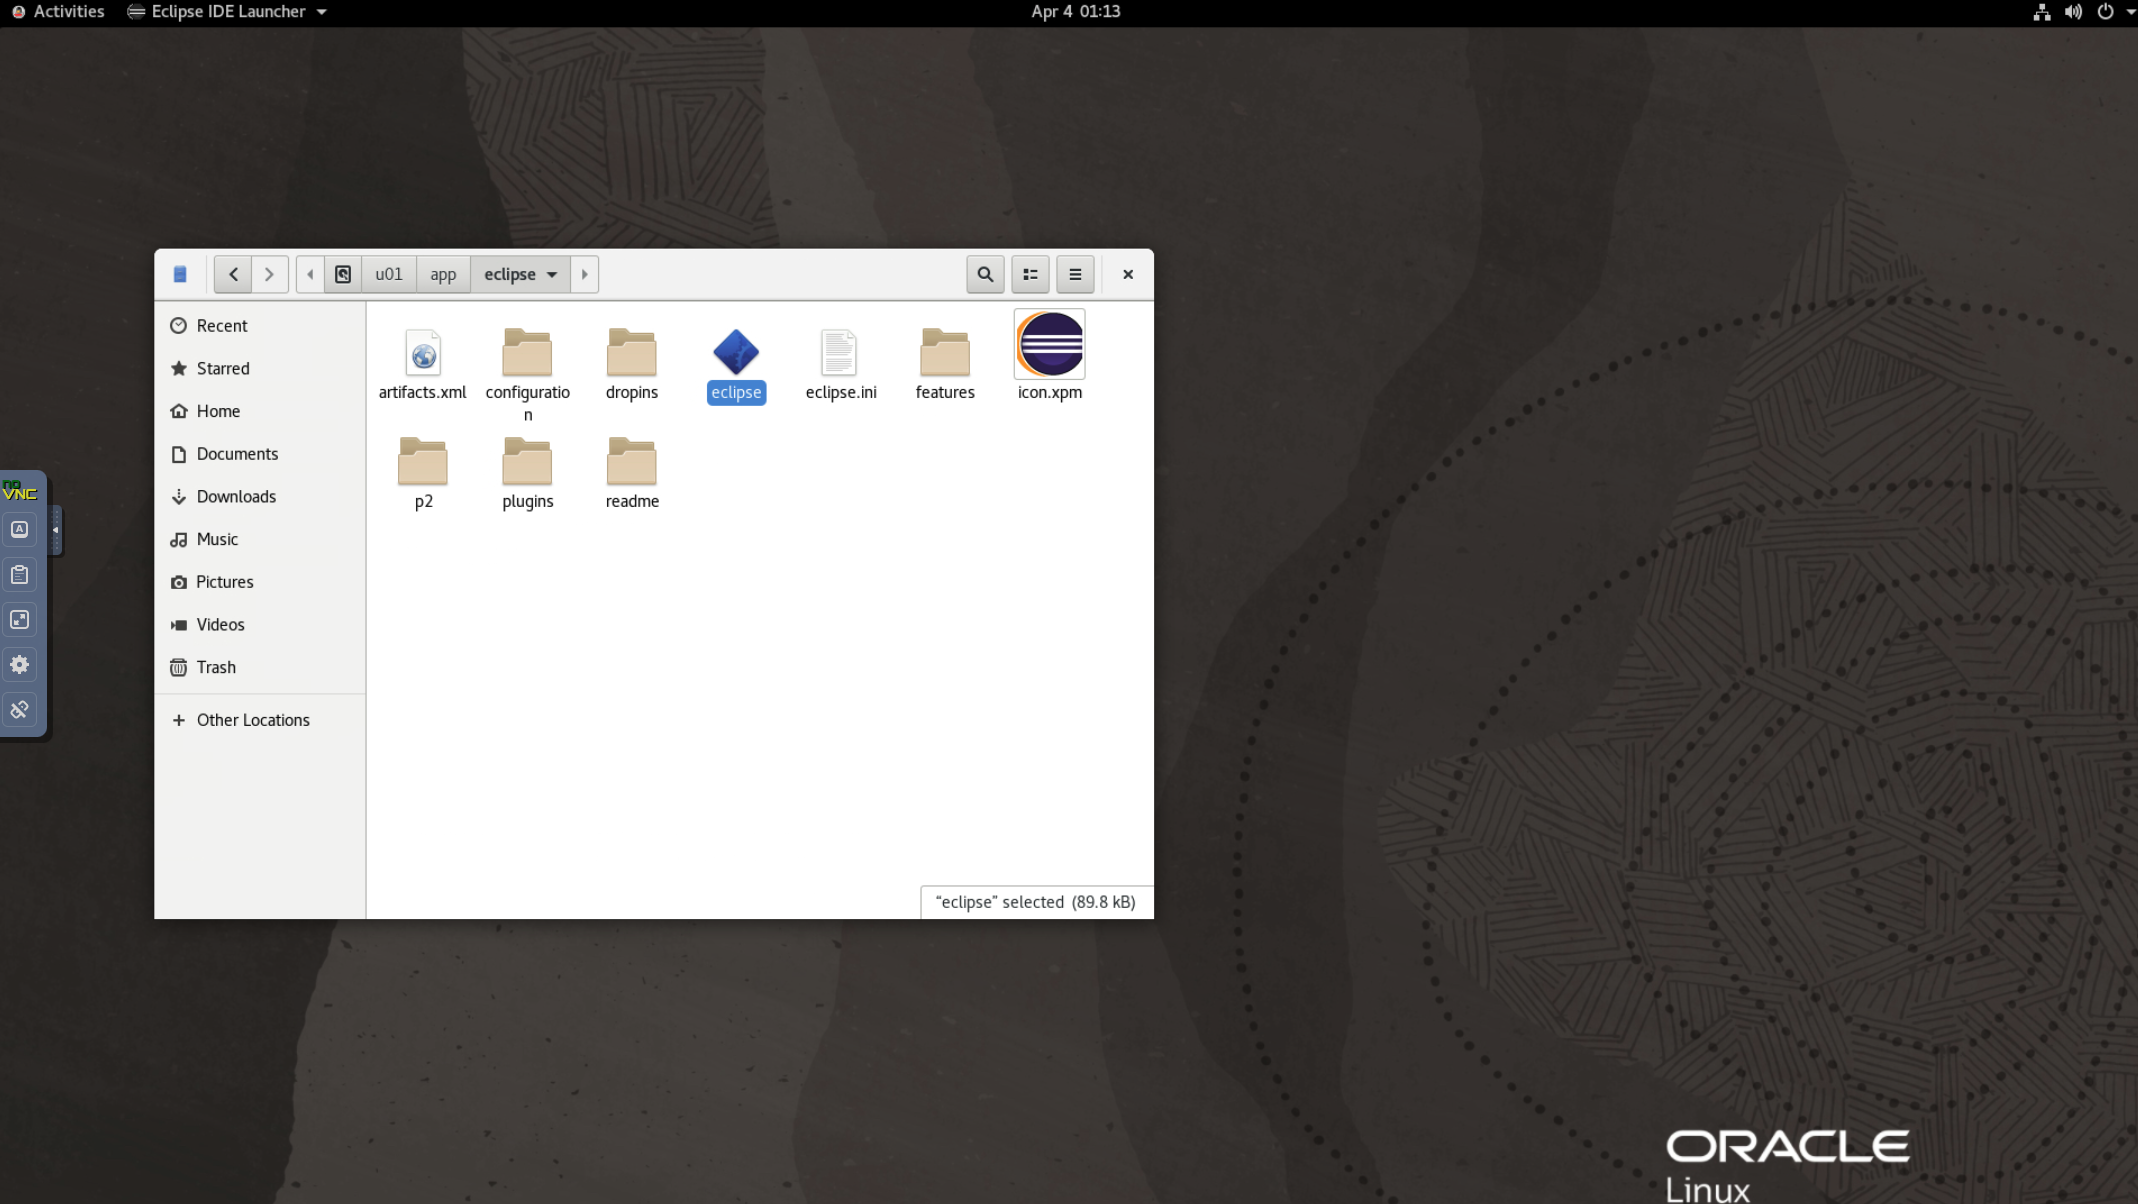 Activities Eclipse IDE Launcher Apr 4 01:13
u01 app eclipse
Recent
Starred
Home
Documents
Downloads
Music
Pictures
Videos
Trash
Other Locations
artifacts.xml configuratio dropins eclipse eclipse.ini features icon.xpm
n
p2 plugins readme
“eclipse” selected (89.8 kB)
no
VNC
A
ORACLE
Linux